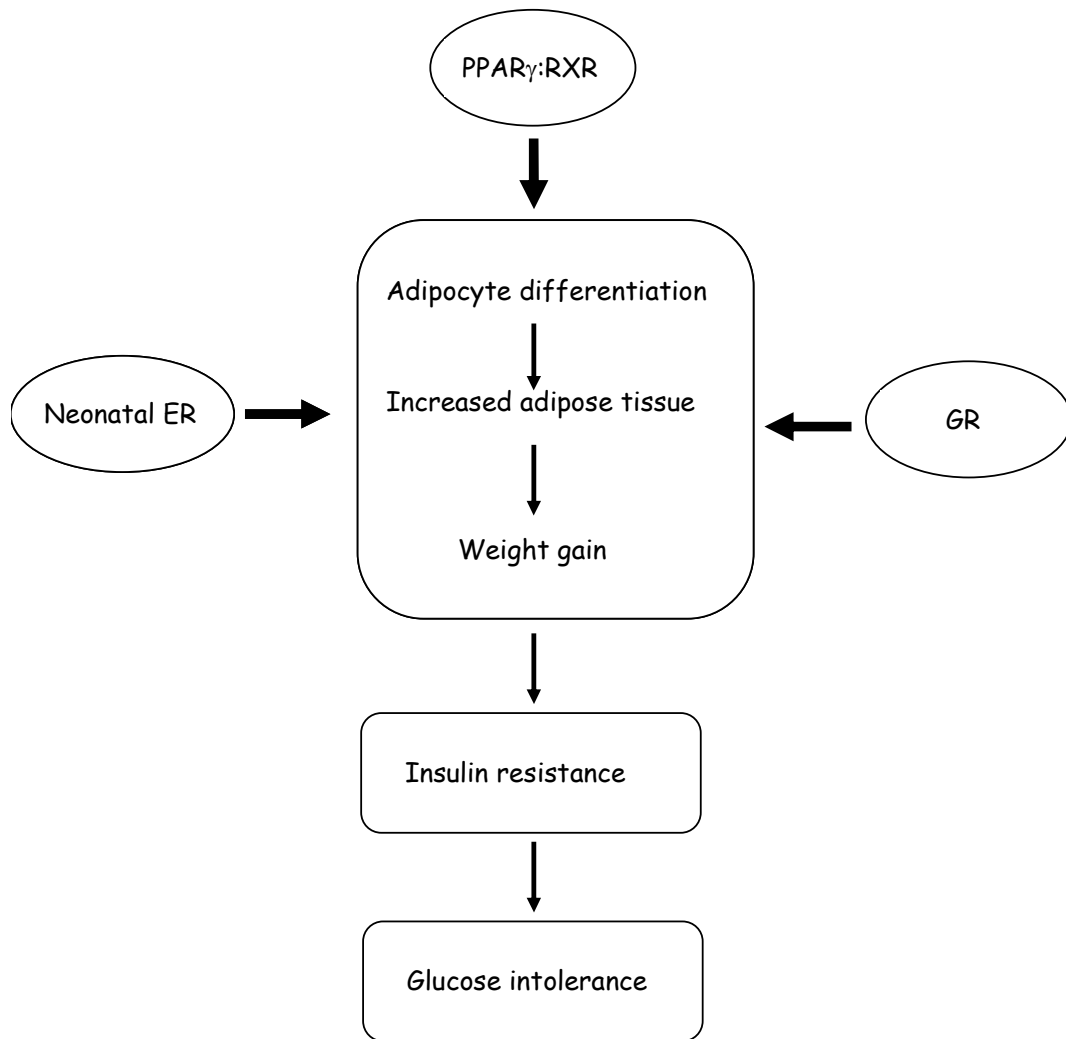 PPARγ:RXR
Adipocyte differentiation
Increased adipose tissue
Neonatal ER
GR
Weight gain
Insulin resistance
Glucose intolerance